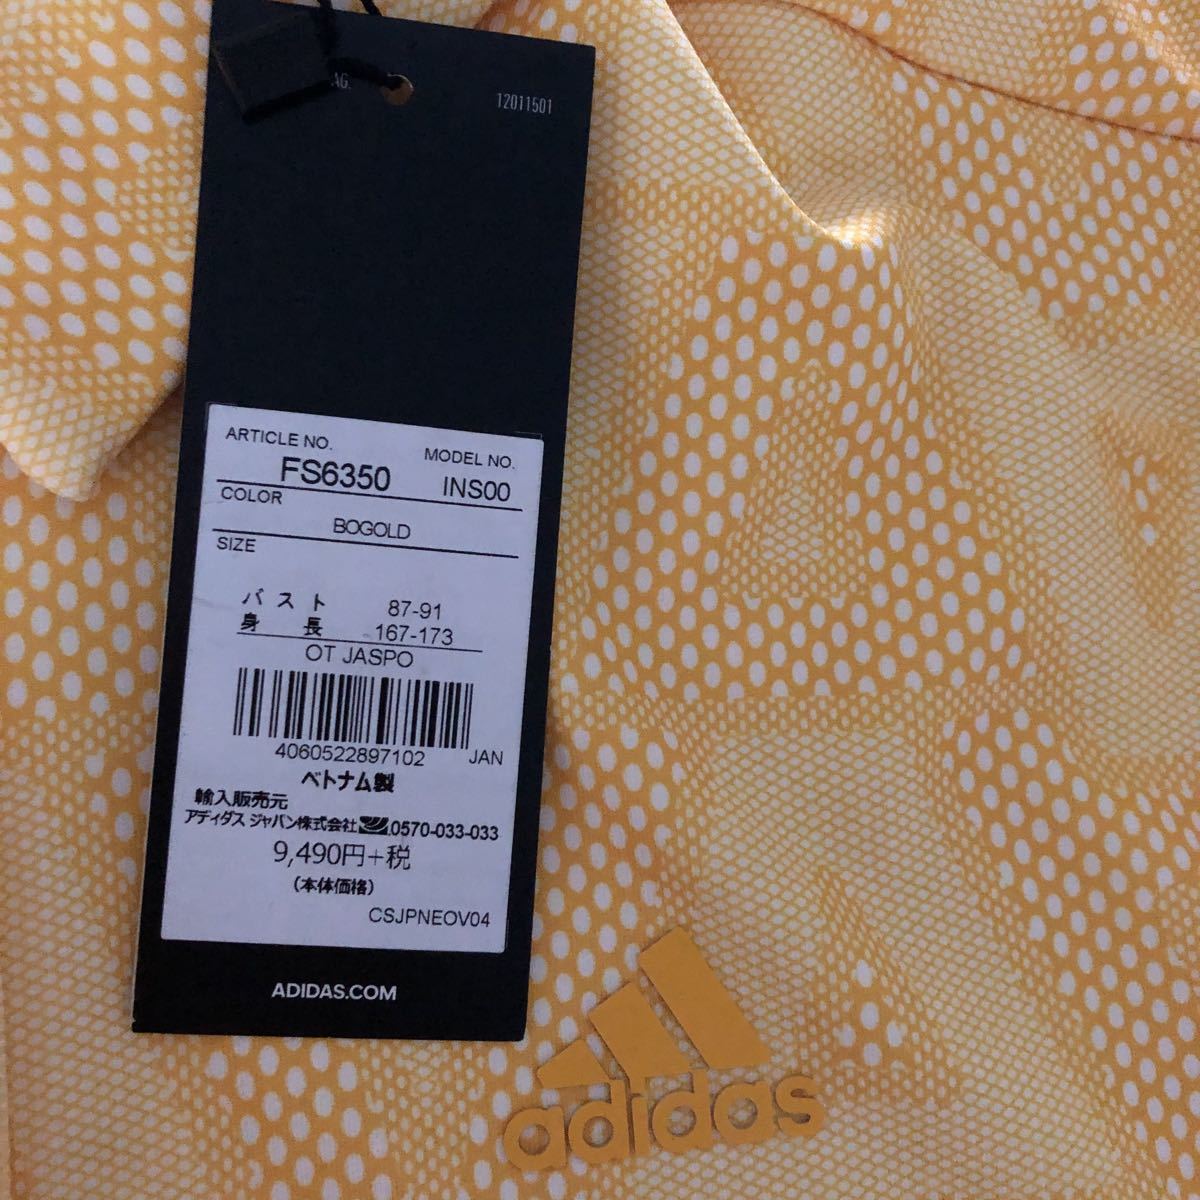 AG.
12011501
ARTICLE NO.
MODEL NO.
FS6350
INS00
COLOR
BOGOLD
SIZE
バスト 87-91
身長 167-173
OT JASPO
4060522897102 JAN
ベトナム製
輸入販売元
アディダス ジャパン株式会社 0570-033-033
9,490円+税
(本体価格)
CSJPNEOV04
ADIDAS.COM
adidas